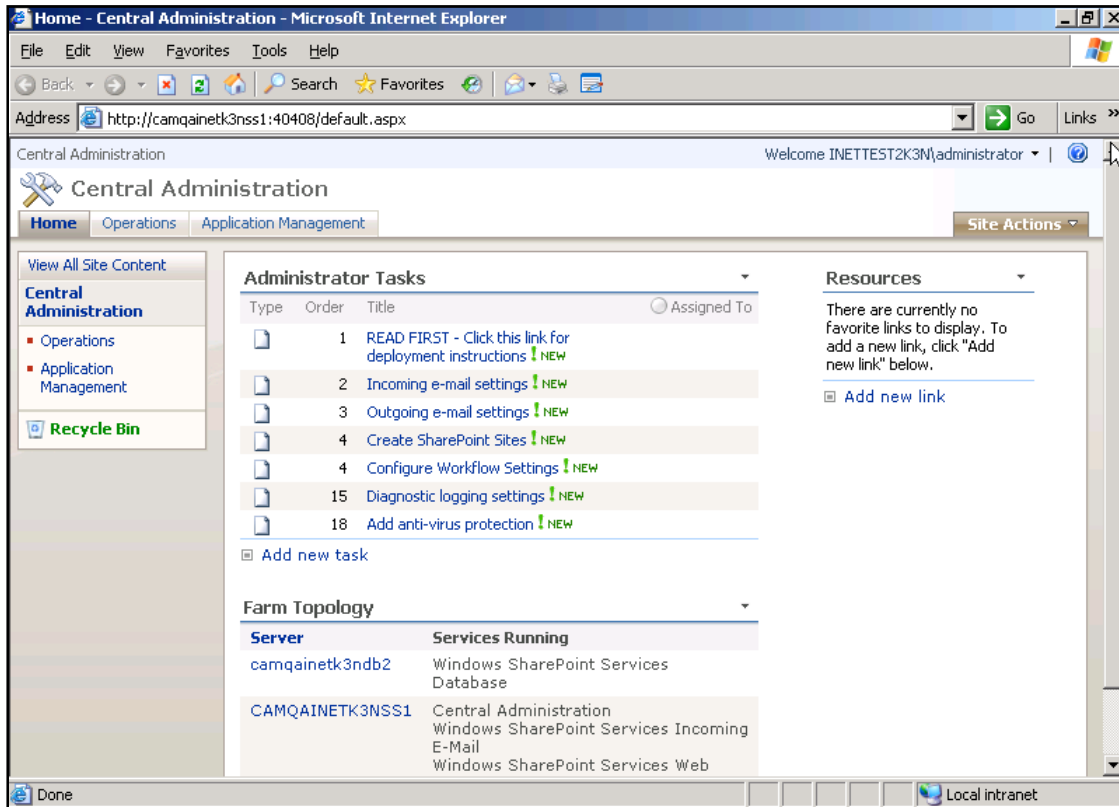 Home - Central Administration - Microsoft Internet Explorer
File Edit View Favorites Tools Help
Back Search Favorites
Address http://camqainetk3nss1:40408/default.aspx Go Links »
Central Administration Welcome INETTEST2K3N\administrator
Central Administration
Home Operations Application Management Site Actions
View All Site Content
Central
Administration
Operations
Application
Management
Recycle Bin
Administrator Tasks
Type Order Title Assigned To
1 READ FIRST - Click this link for
deployment instructions ! NEW
2 Incoming e-mail settings ! NEW
3 Outgoing e-mail settings ! NEW
4 Create SharePoint Sites ! NEW
4 Configure Workflow Settings ! NEW
15 Diagnostic logging settings ! NEW
18 Add anti-virus protection ! NEW
Add new task
Farm Topology
Server Services Running
camqainetk3ndb2 Windows SharePoint Services
Database
CAMQAINETK3NSS1 Central Administration
Windows SharePoint Services Incoming
E-Mail
Windows SharePoint Services Web
Resources
There are currently no
favorite links to display. To
add a new link, click "Add
new link" below.
Add new link
Done Local intranet